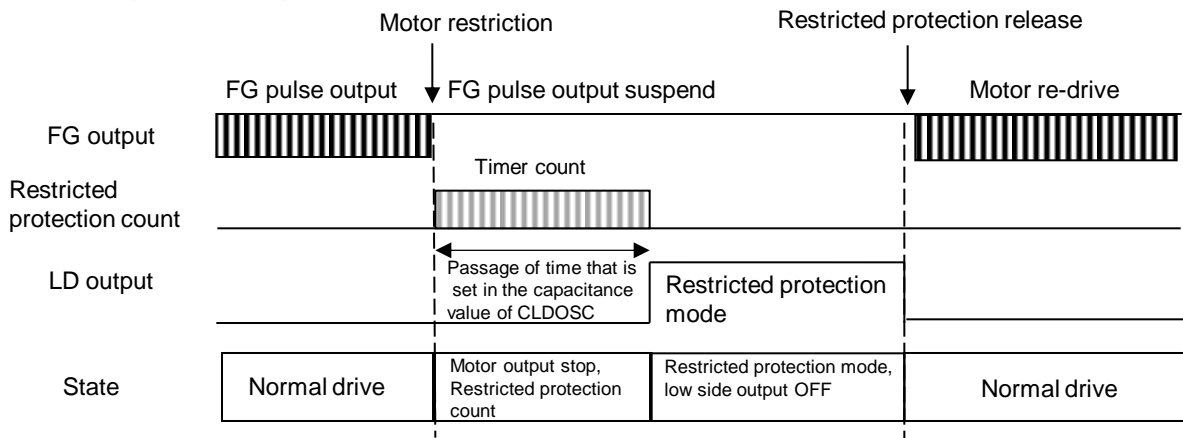 Motor restriction
Restricted protection release
FG pulse output
FG pulse output suspend
Motor re-drive
FG output
Timer count
Restricted
protection count
LD output
Passage of time that is
set in the capacitance
value of CLDOSC
Restricted protection
mode
State
Normal drive
Motor output stop,
Restricted protection
count
Restricted protection mode,
low side output OFF
Normal drive